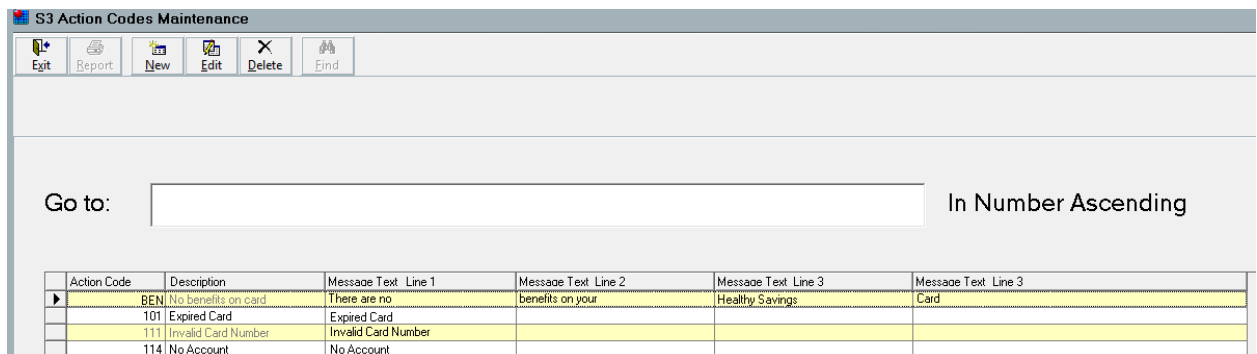 S3 Action Codes Maintenance
Exit Report New Edit Delete Find
Go to: In Number Ascending
Action Code Description Message Text Line 1 Message Text Line 2 Message Text Line 3 Message Text Line 3
BEN No benefits on card There are no benefits on your Healthy Savings Card
101 Expired Card Expired Card
111 Invalid Card Number Invalid Card Number
114 No Account No Account